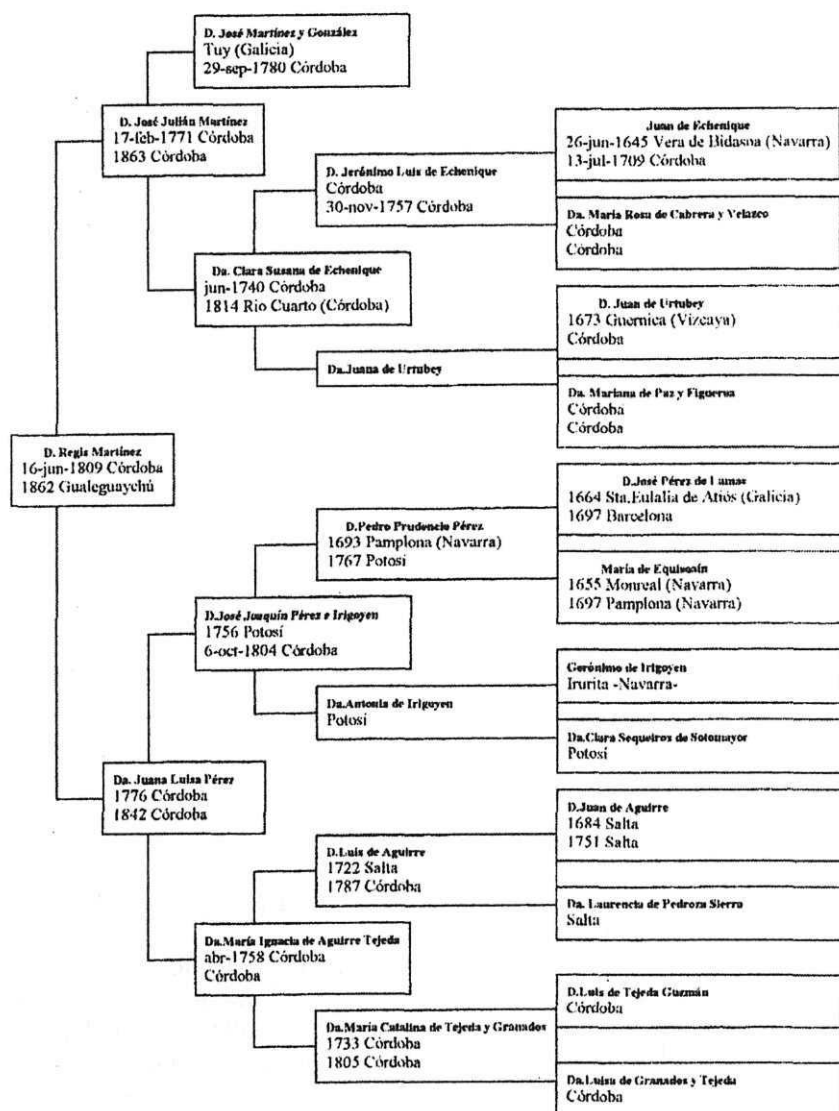 D. José Martínez y González
Tuy (Galicia)
29-sep-1780 Córdoba
D. José Julián Martínez
17-feb-1771 Córdoba
1863 Córdoba
Juan de Echenique
26-jun-1645 Vera de Bidasoa (Navarra)
13-jul-1709 Córdoba
D. Jerónimo Luis de Echenique
Córdoba
30-nov-1757 Córdoba
Da. María Rosa de Cabrera y Velazco
Córdoba
Córdoba
Da. Clara Susana de Echenique
jun-1740 Córdoba
1814 Rio Cuarto (Córdoba)
D. Juan de Urtubey
1673 Guernica (Vizcaya)
Córdoba
Da.Juana de Urtubey
Da. Mariana de Paz y Figueroa
Córdoba
Córdoba
D. Regis Martínez
16-jun-1809 Córdoba
1862 Gualeguaychú
D.José Pérez de Lamas
1664 Sta.Eulalia de Atiós (Galicia)
1697 Barcelona
D.Pedro Prudencio Pérez
1693 Pamplona (Navarra)
1767 Potosí
María de
1655 Monreal (Navarra)
1697 Pamplona (Navarra)
D.José Joaquín Pérez e Irigoyen
1756 Potosí
6-oct-1804 Córdoba
Gerónimo de Irigoyen
Irurita -Navarra-
Da.Antonia de Irigoyen
Potosí
Da.Clara Sequeiros de Sotomayor
Potosí
Da. Juana Luisa Pérez
1776 Córdoba
1842 Córdoba
D.Juan de Aguirre
1684 Salta
1751 Salta
D.Luis de Aguirre
1722 Salta
1787 Córdoba
Da. Laurencia de Pedroza Sierra
Salta
Da.María Ignacia de Aguirre Tejeda
abr-1758 Córdoba
Córdoba
D.Luis de Tejeda Guzmán
Córdoba
Da.María Catalina de Tejeda y Granados
1733 Córdoba
1805 Córdoba
Da.Luisa de Granados y Tejeda
Córdoba